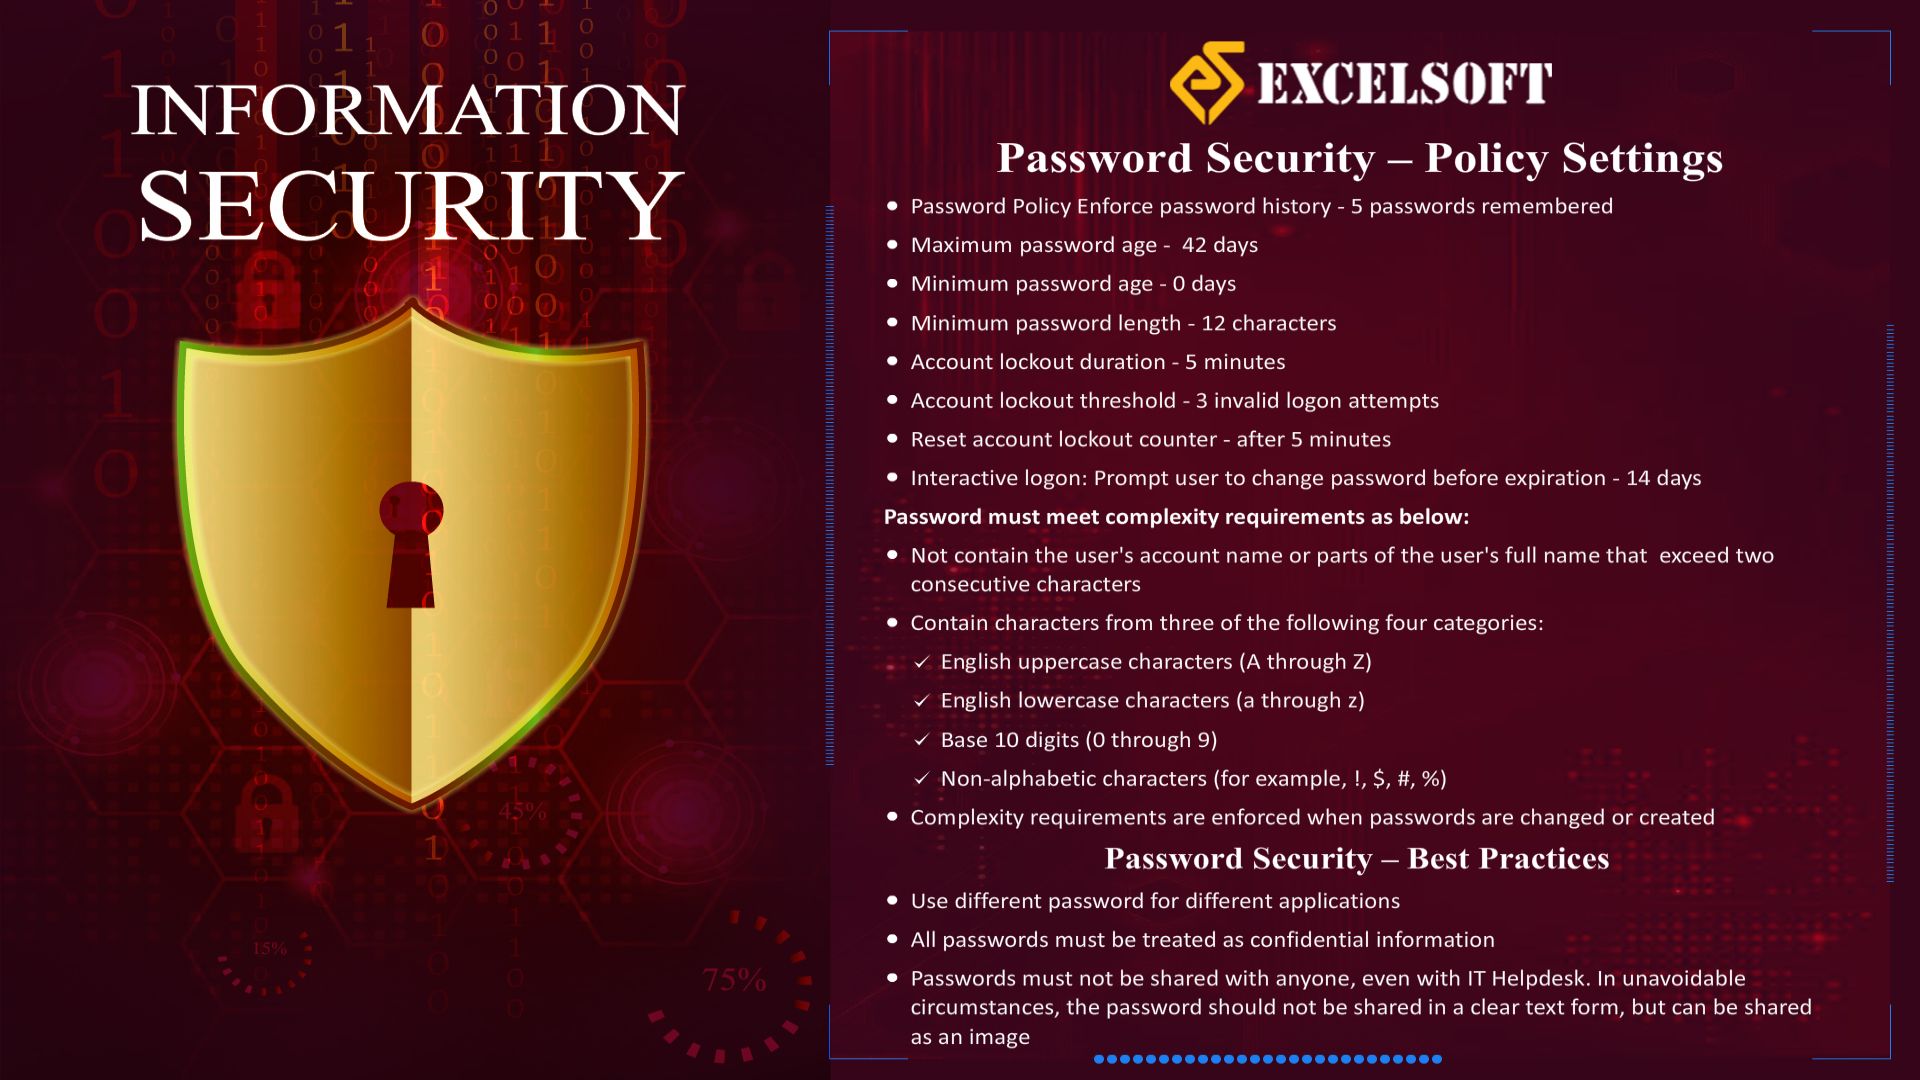 INFORMATION
SECURITY
45%
15%
75%
EXCELSOFT
Password Security – Policy Settings
• Password Policy Enforce password history - 5 passwords remembered
• Maximum password age -  42 days
• Minimum password age - 0 days
• Minimum password length - 12 characters
• Account lockout duration - 5 minutes
• Account lockout threshold - 3 invalid logon attempts
• Reset account lockout counter - after 5 minutes
• Interactive logon: Prompt user to change password before expiration - 14 days
Password must meet complexity requirements as below:
• Not contain the user's account name or parts of the user's full name that  exceed two
consecutive characters
• Contain characters from three of the following four categories:
✓ English uppercase characters (A through Z)
✓ English lowercase characters (a through z)
✓ Base 10 digits (0 through 9)
✓ Non-alphabetic characters (for example, !, $, #, %)
• Complexity requirements are enforced when passwords are changed or created
Password Security – Best Practices
• Use different password for different applications
• All passwords must be treated as confidential information
• Passwords must not be shared with anyone, even with IT Helpdesk. In unavoidable
circumstances, the password should not be shared in a clear text form, but can be shared
as an image